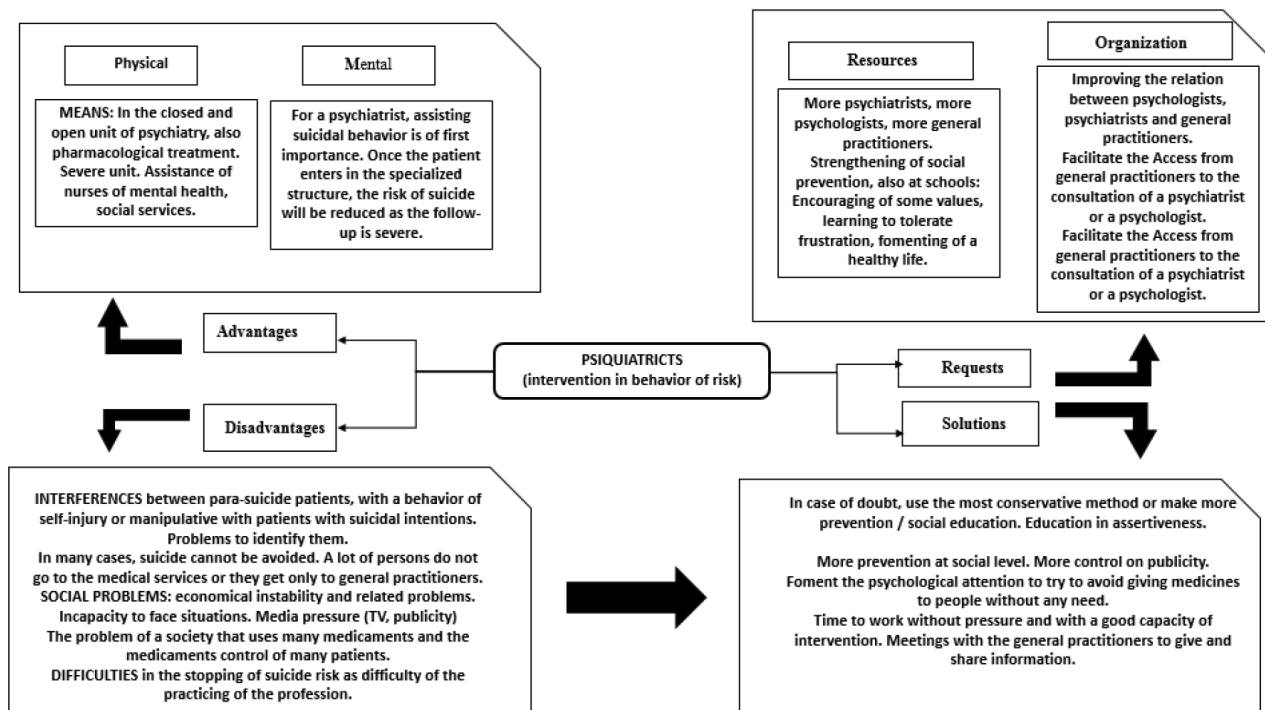 Physical
MEANS: In the closed and
open unit of psychiatry, also
pharmacological treatment.
Severe unit. Assistance of
nurses of mental health,
social services.
Mental
For a psychiatrist, assisting
suicidal behavior is of first
importance. Once the patient
enters in the specialized
structure, the risk of suicide
will be reduced as the follow-
up is severe.
Resources
More psychiatrists, more
psychologists, more general
practitioners.
Strengthening of social
prevention, also at schools:
Encouraging of some values,
learning to tolerate
frustration, fomenting of a
healthy life.
Organization
Improving the relation
between psychologists,
psychiatrists and general
practitioners.
Facilitate the Access from
general practitioners to the
consultation of a psychiatrist
or a psychologist.
Facilitate the Access from
general practitioners to the
consultation of a psychiatrist
or a psychologist.
Advantages
Disadvantages
PSIQUIATRICTS
(intervention in behavior of risk)
Requests
Solutions
INTERFERENCES between para-suicide patients, with a behavior of
self-injury or manipulative with patients with suicidal intentions.
Problems to identify them.
In many cases, suicide cannot be avoided. A lot of persons do not
go to the medical services or they get only to general practitioners.
SOCIAL PROBLEMS: economical instability and related problems.
Incapacity to face situations. Media pressure (TV, publicity)
The problem of a society that uses many medicaments and the
medicaments control of many patients.
DIFFICULTIES in the stopping of suicide risk as difficulty of the
practicing of the profession.
In case of doubt, use the most conservative method or make more
prevention / social education. Education in assertiveness.
More prevention at social level. More control on publicity.
Foment the psychological attention to try to avoid giving medicines
to people without any need.
Time to work without pressure and with a good capacity of
intervention. Meetings with the general practitioners to give and
share information.